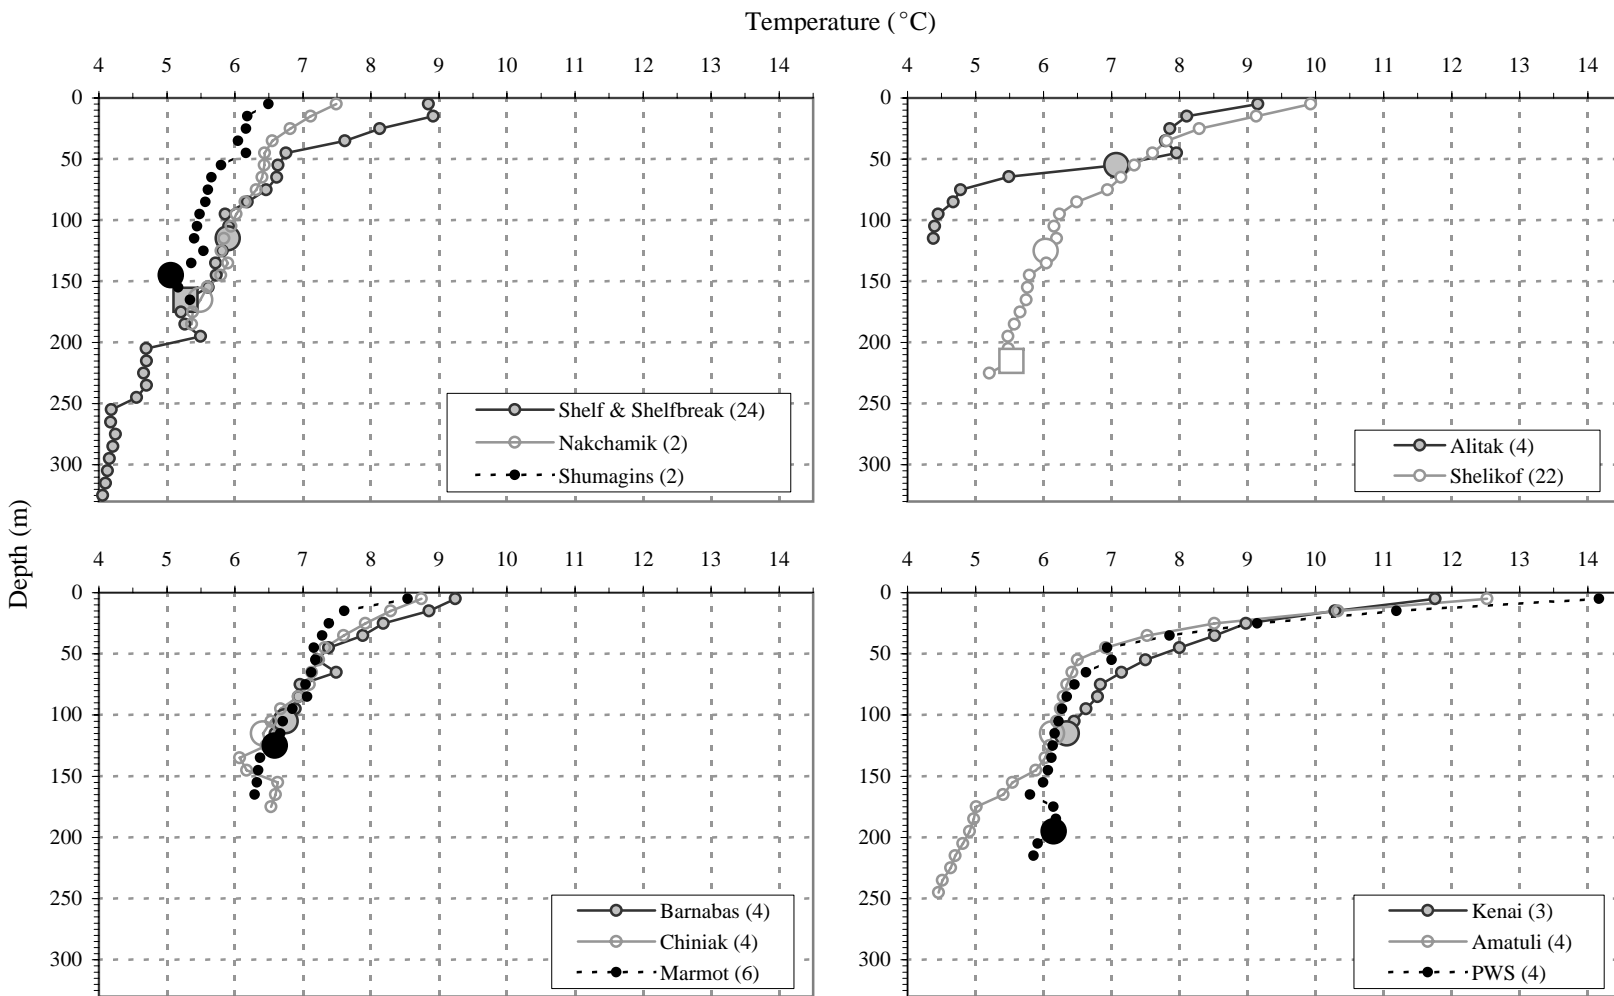 Temperature (°C)
4 5 6 7 8 9 10 11 12 13 14
0
50
100
150
200
250
300
Shelf & Shelfbreak (24)
Nakchamik (2)
Shumagins (2)
4 5 6 7 8 9 10 11 12 13 14
0
50
100
150
200
250
300
Alitak (4)
Shelikof (22)
Depth (m)
4 5 6 7 8 9 10 11 12 13 14
0
50
100
150
200
250
300
Barnabas (4)
Chiniak (4)
Marmot (6)
4 5 6 7 8 9 10 11 12 13 14
0
50
100
150
200
250
300
Kenai (3)
Amatuli (4)
PWS (4)